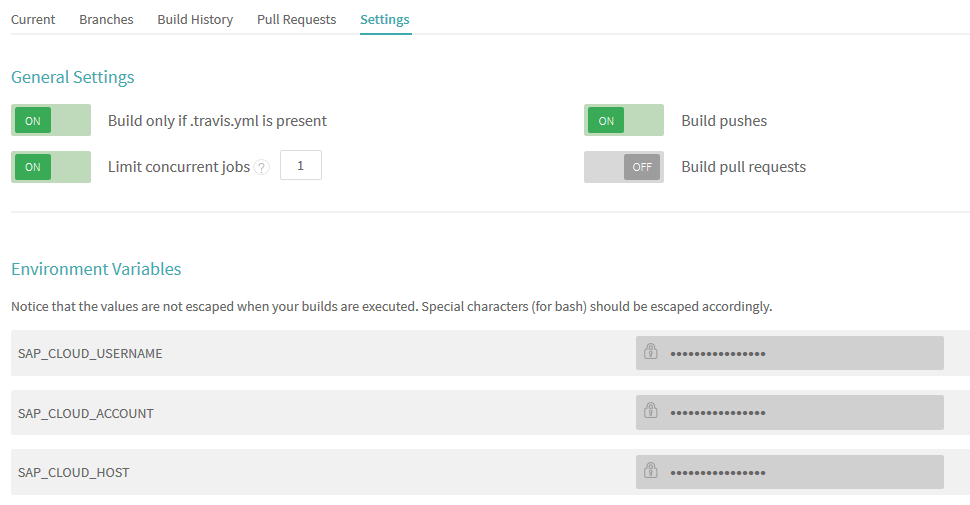 Current Branches Build History Pull Requests Settings
General Settings
ON Build only if .travis.yml is present ON Build pushes
ON Limit concurrent jobs ? 1 OFF Build pull requests
Environment Variables
Notice that the values are not escaped when your builds are executed. Special characters (for bash) should be escaped accordingly.
SAP_CLOUD_USERNAME ••••••••••••••••
SAP_CLOUD_ACCOUNT ••••••••••••••••
SAP_CLOUD_HOST ••••••••••••••••